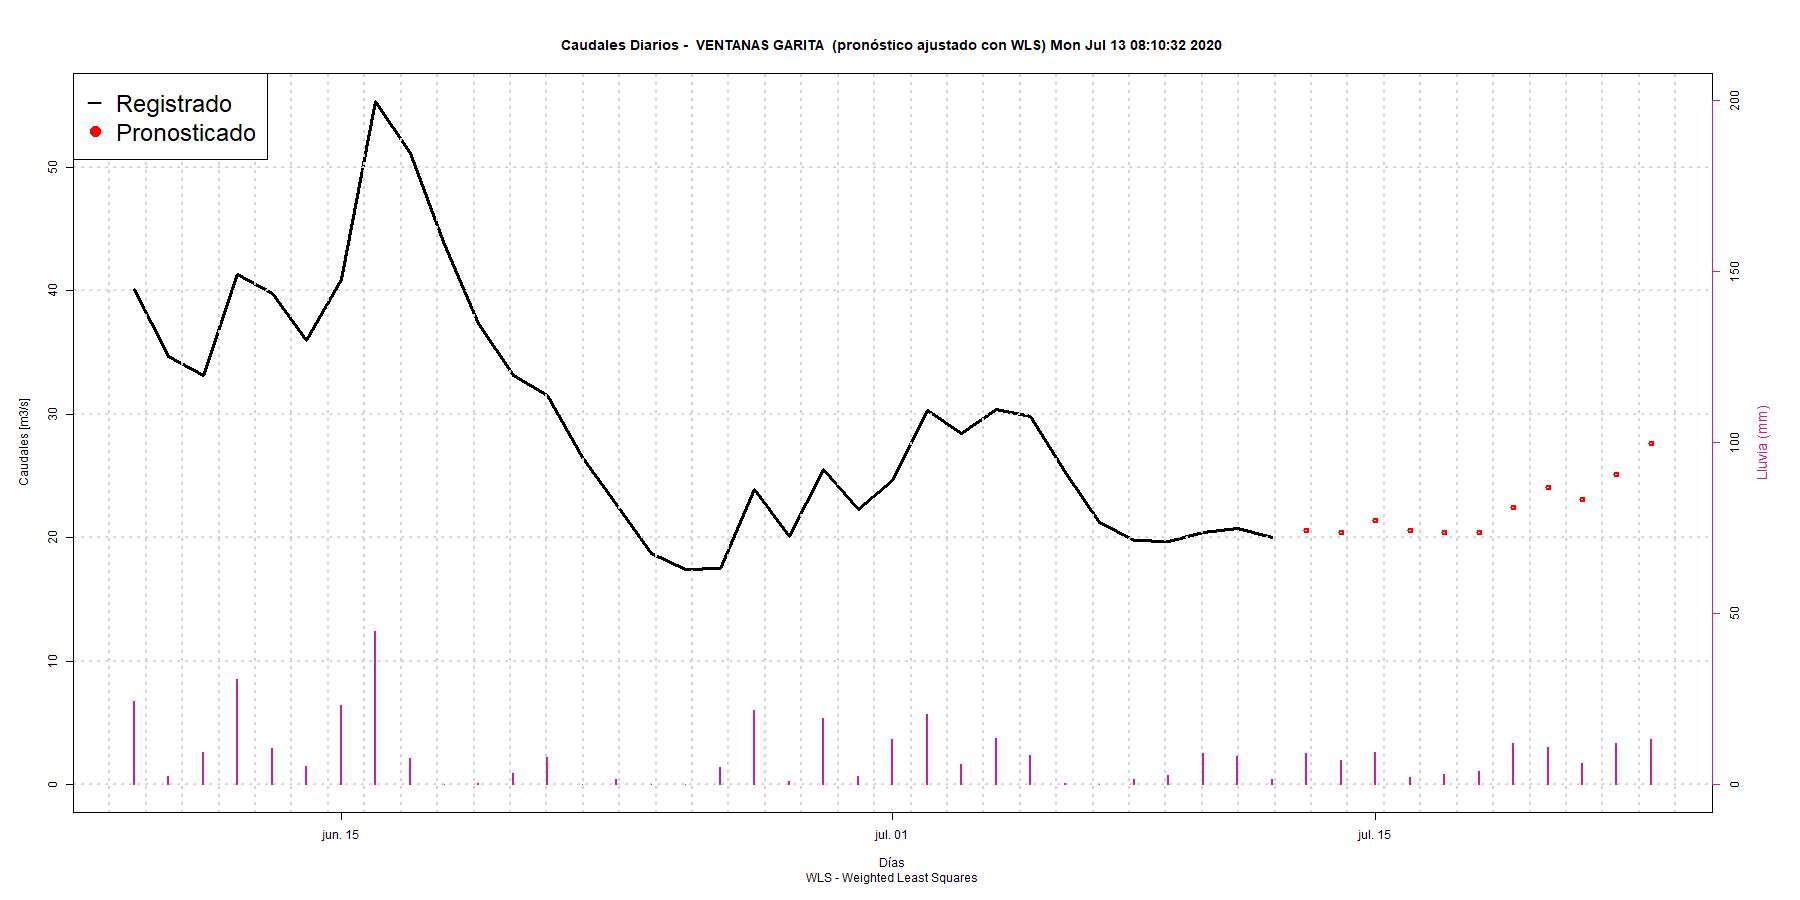 Caudales Diarios -  VENTANAS GARITA  (pronóstico ajustado con WLS) Mon Jul 13 08:10:32 2020
Registrado
Pronosticado
Caudales [m3/s]
50
40
30
20
10
0
200
150
100
50
0
Lluvia (mm)
jun. 15
jul. 01
jul. 15
Días
WLS - Weighted Least Squares